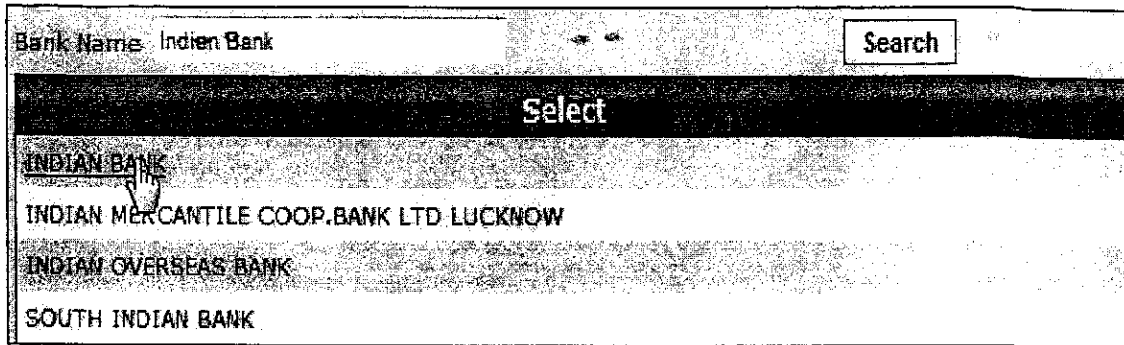 Bank Name Indian Bank Search
Select
INDIAN BANK
INDIAN MERCANTILE COOP.BANK LTD LUCKNOW
INDIAN OVERSEAS BANK
SOUTH INDIAN BANK